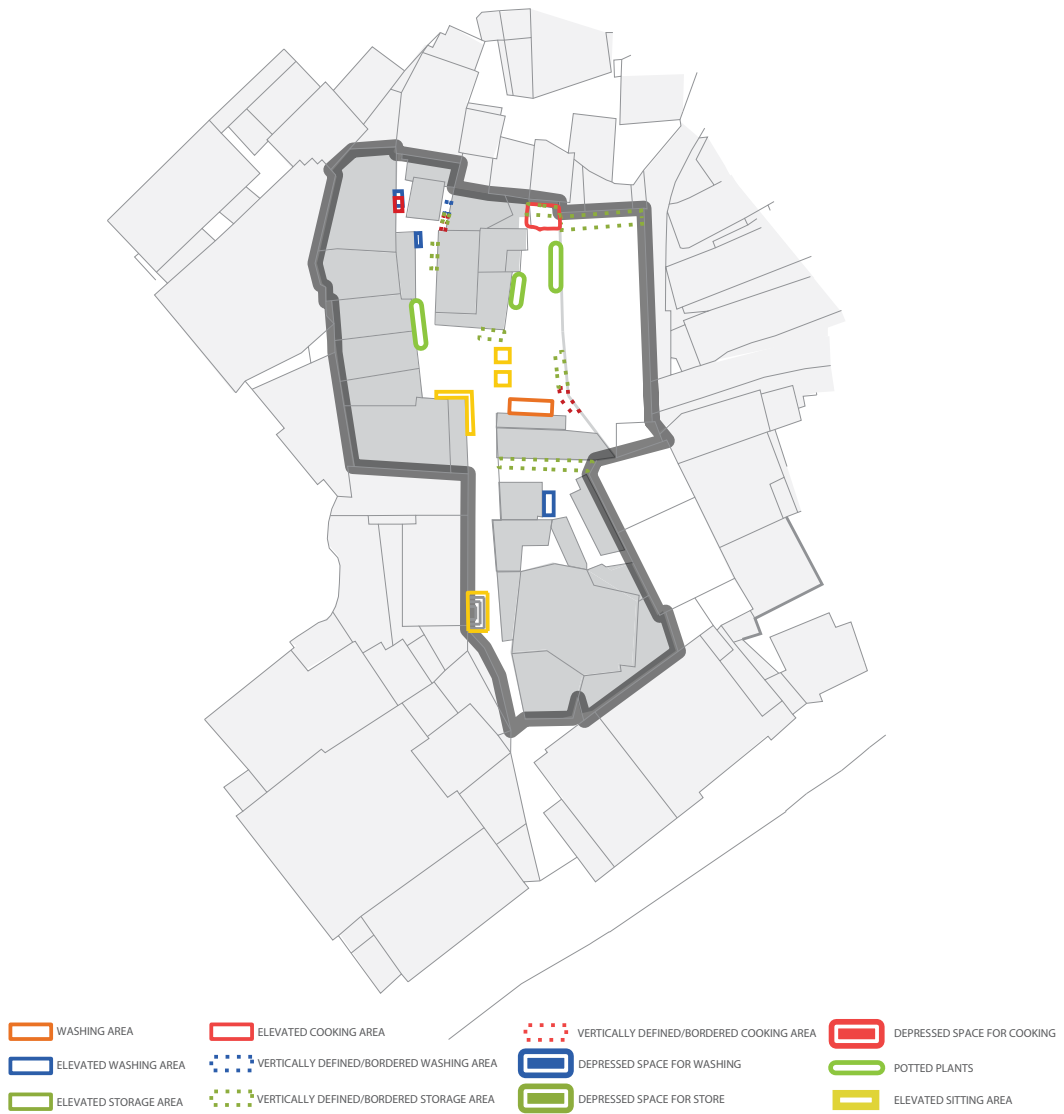 WASHING AREA
ELEVATED COOKING AREA
VERTICALLY DEFINED/BORDERED COOKING AREA
DEPRESSED SPACE FOR COOKING
ELEVATED WASHING AREA
VERTICALLY DEFINED/BORDERED WASHING AREA
DEPRESSED SPACE FOR WASHING
POTTED PLANTS
ELEVATED STORAGE AREA
VERTICALLY DEFINED/BORDERED STORAGE AREA
DEPRESSED SPACE FOR STORE
ELEVATED SITTING AREA